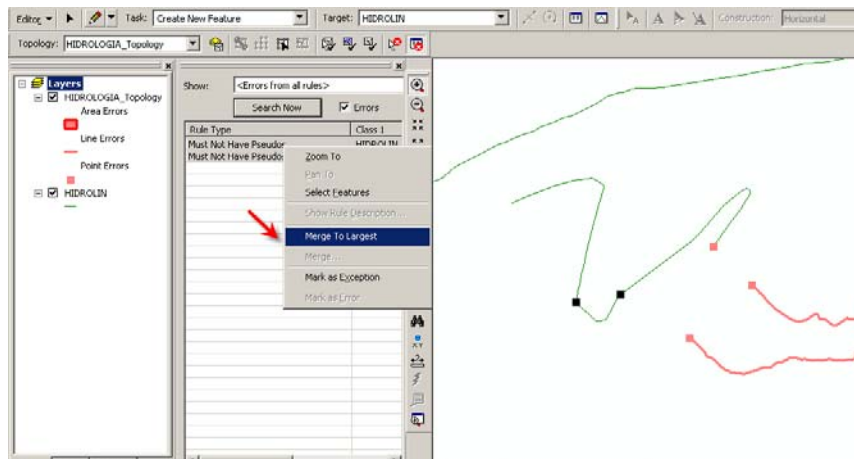 Editor Task: Create New Feature Target: HIDROLIN Construction: Horizontal
Topology: HIDROLOGIA_Topology
Layers
HIDROLOGIA_Topology
Area Errors
Line Errors
Point Errors
HIDROLIN
Show: <Errors from all rules>
Search Now Errors
Rule Type Class 1
Must Not Have Pseudo HIDROLIN
Must Not Have Pseudo
Zoom To
Pan To
Select Features
Show Rule Description ...
Merge To Largest
Merge...
Mark as Exception
Mark as Error
XY